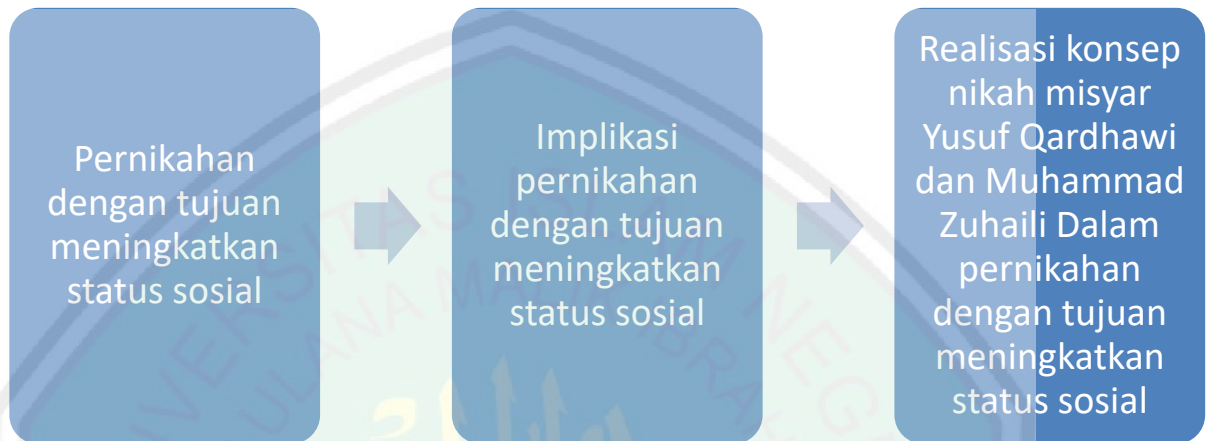 Pernikahan
dengan tujuan
meningkatkan
status sosial
Implikasi
pernikahan
dengan tujuan
meningkatkan
status sosial
Realisasi konsep
nikah misyar
Yusuf Qardhawi
dan Muhammad
Zuhaili Dalam
pernikahan
dengan tujuan
meningkatkan
status sosial